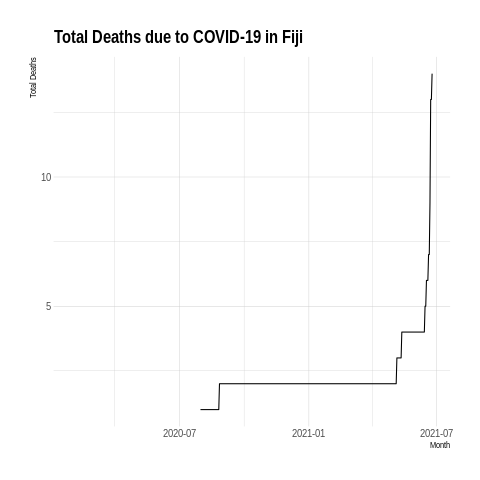 Total Deaths due to COVID-19 in Fiji
Total Deaths
10
5
2020-07
2021-01
2021-07
Month